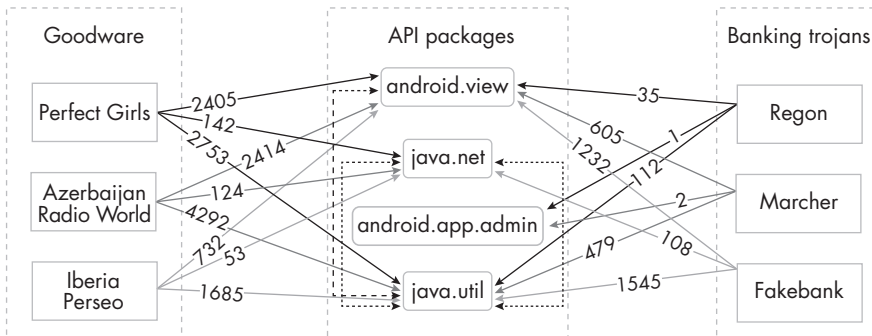 Goodware
API packages
Banking trojans
Perfect Girls
Azerbaijan
Radio World
Iberia
Perseo
android.view
java.net
android.app.admin
java.util
Regon
Marcher
Fakebank
2405
142
2753
2414
124
4292
732
53
1685
35
605
1
1232
112
2
479
108
1545